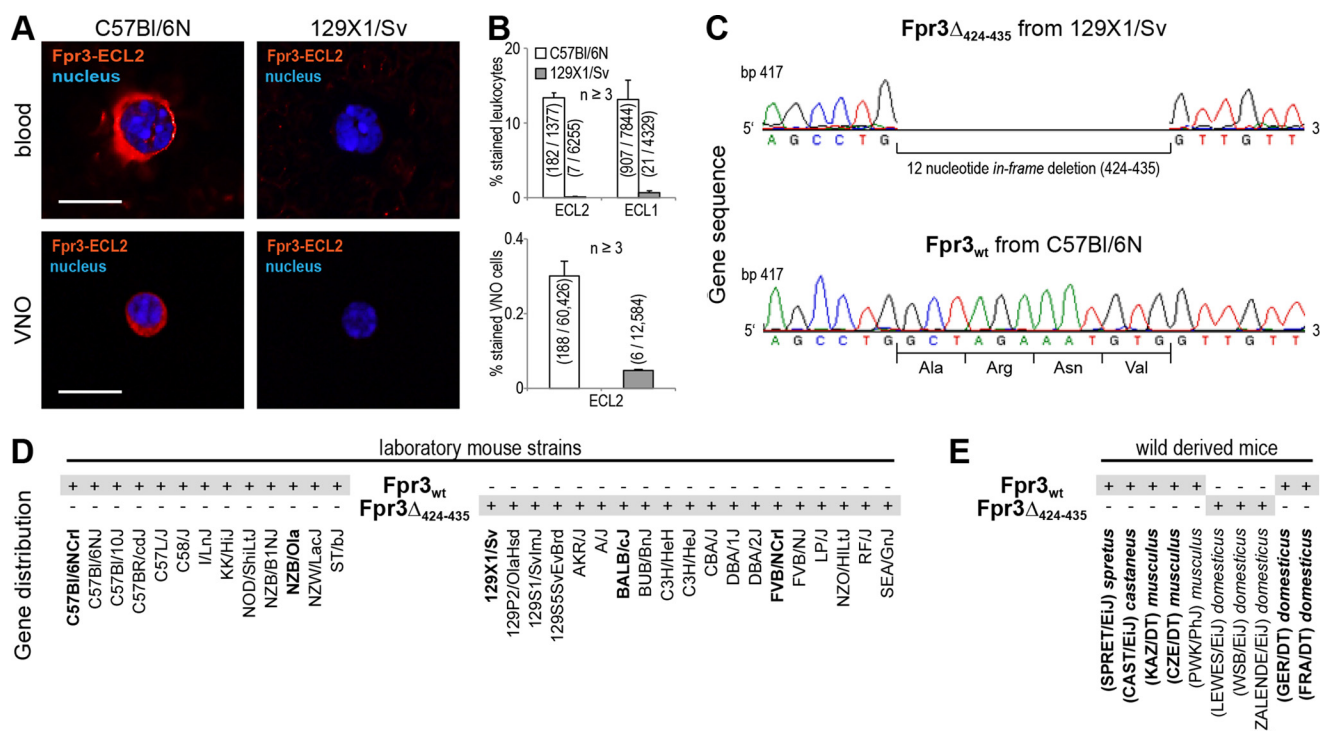 A
C57Bl/6N
129X1/Sv
blood
VNO
Fpr3-ECL2
nucleus
Fpr3-ECL2
nucleus
Fpr3-ECL2
nucleus
Fpr3-ECL2
nucleus
B
C57Bl/6N
129X1/Sv
n ≥ 3
% stained leukocytes
20
10
0
(182 / 1377)
(7 / 6255)
(907 / 7844)
(21 / 4329)
ECL2
ECL1
% stained VNO cells
0.4
0.2
0
n ≥ 3
(188 / 60,426)
(6 / 12,584)
ECL2
C
Gene sequence
Fpr3Δ424-435 from 129X1/Sv
bp 417
5'
3
A G C C T G
G T T G T T
12 nucleotide in-frame deletion (424-435)
Fpr3wt from C57Bl/6N
bp 417
5'
3
A G C C T G G C T A G A A A T G T G G T T G T T
Ala Arg Asn Val
D
Gene distribution
laboratory mouse strains
+ + + + + + + + + + + + + Fpr3wt - - - - - - - - - - - - - - - - - - -
- - - - - - - - - - - - - Fpr3Δ424-435 + + + + + + + + + + + + + + + + + + +
C57Bl/6NCrl
C57Bl/6NJ
C57Bl/10J
C57BR/cdJ
C57L/J
C58/J
I/LnJ
KK/HiJ
NOD/ShiLtJ
NZB/B1NJ
NZB/Ola
NZW/LacJ
ST/bJ
129X1/Sv
129P2/OlaHsd
129S1/SvImJ
129S5SvEvBrd
AKR/J
A/J
BALB/cJ
BUB/BnJ
C3H/HeH
C3H/HeJ
CBA/J
DBA/1J
DBA/2J
FVB/NCrl
FVB/NJ
LP/J
NZO/HlLtJ
RF/J
SEA/GnJ
E
wild derived mice
Fpr3wt + + + + + - - - + +
Fpr3Δ424-435 - - - - - + + + - -
(SPRET/EiJ) spretus
(CAST/EiJ) castaneus
(KAZ/DT) musculus
(CZE/DT) musculus
(PWK/PhJ) musculus
(LEWES/EiJ) domesticus
(WSB/EiJ) domesticus
ZALENDE/EiJ) domesticus
(GER/DT) domesticus
(FRA/DT) domesticus